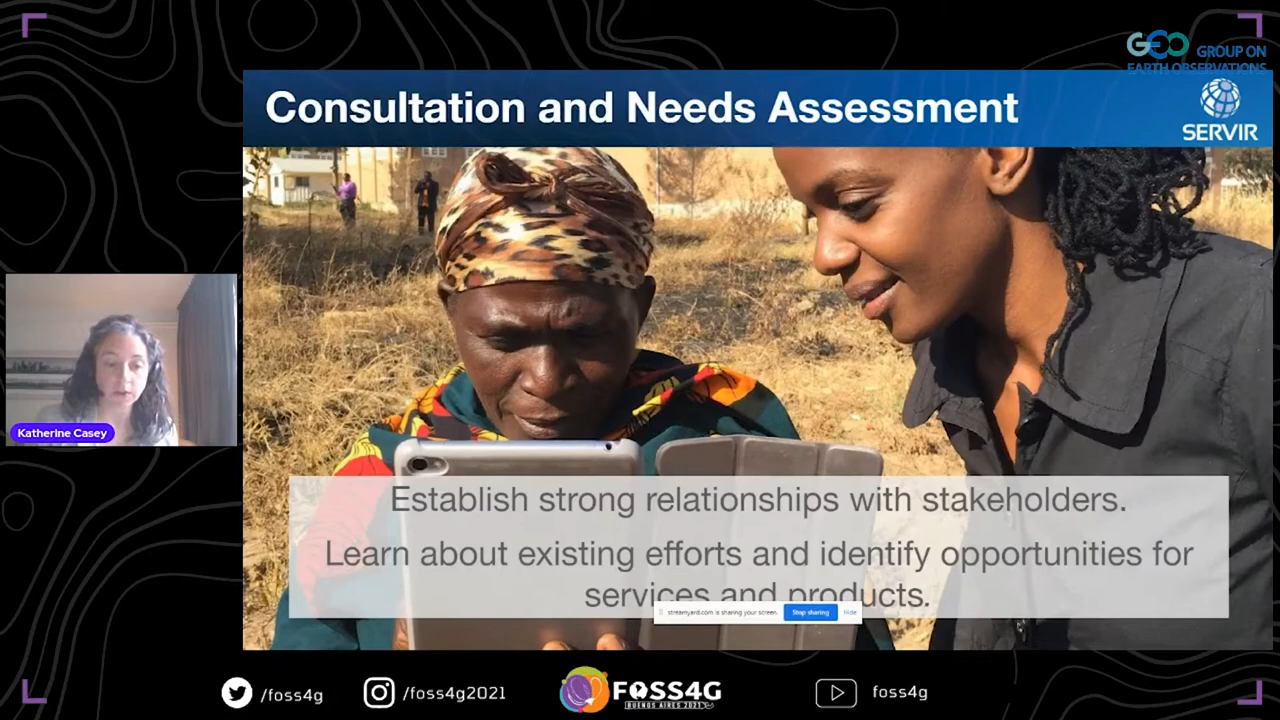 GEO GROUP ON
EARTH OBSERVATIONS
Consultation and Needs Assessment
SERVIR
Katherine Casey
Establish strong relationships with stakeholders.
Learn about existing efforts and identify opportunities for
services and products.
streamyard.com is sharing your screen. Stop sharing Hide
/foss4g
/foss4g2021
FOSS4G
BUENOS AIRES 2021
foss4g